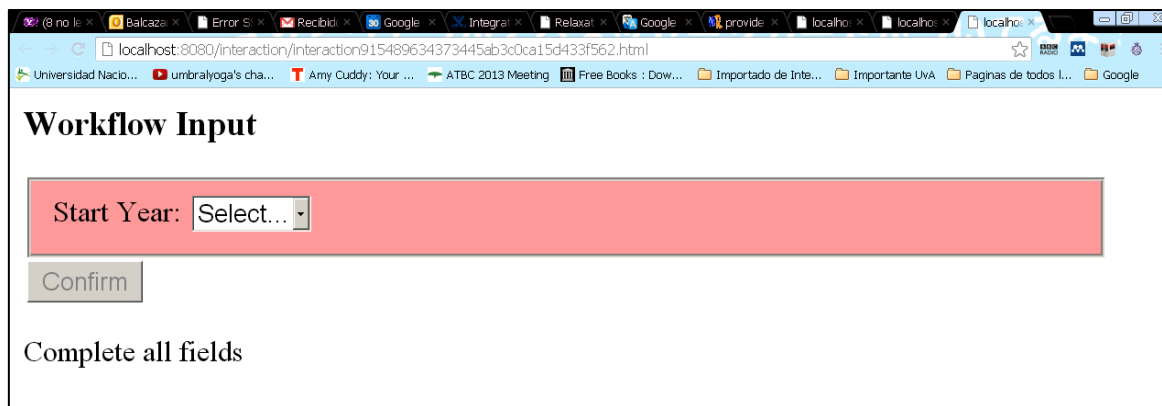 (8 no le Balcaza Error S Recibido Google Integrat Relaxat Google provide localhos localhos localhos
localhost:8080/interaction/interaction915489634373445ab3c0ca15d433f562.html
Universidad Nacio... umbralyoga's cha... Amy Cuddy: Your ... ATBC 2013 Meeting Free Books : Dow... Importado de Inte... Importante UvA Paginas de todos l... Google
Workflow Input
Start Year: Select...
Confirm
Complete all fields